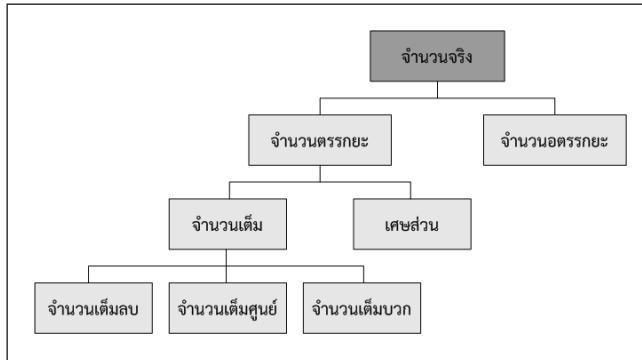 จำนวนจริง
จำนวนตรรกยะ
จำนวนอตรรกยะ
จำนวนเต็ม
เศษส่วน
จำนวนเต็มลบ
จำนวนเต็มศูนย์
จำนวนเต็มบวก